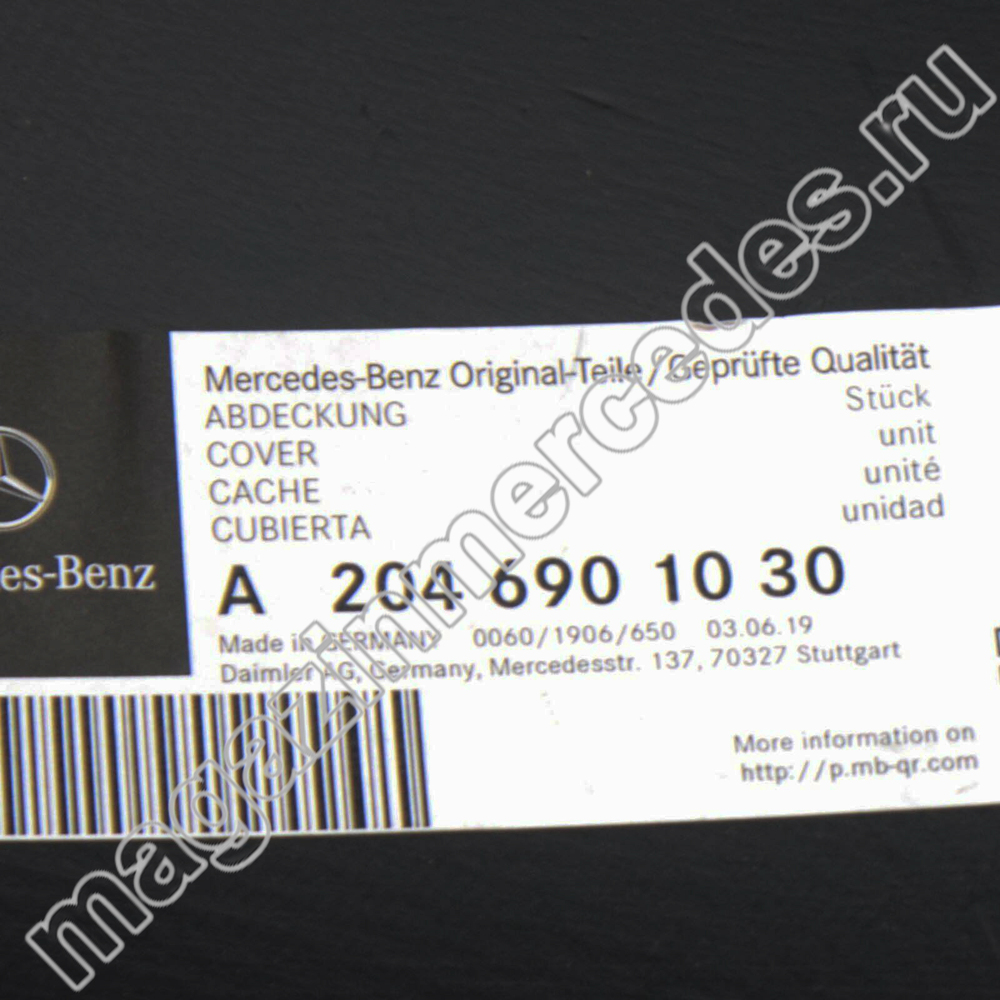 Mercedes-Benz Original-Teile/Geprüfte Qualität
ABDECKUNG Stück
COVER unit
CACHE unité
CUBIERTA unidad
es-Benz
A 204 690 10 30
Made in GERMANY 0060/1906/650 03.06.19
Daimler AG, Germany, Mercedesstr. 137, 70327 Stuttgart
More information on
http://p.mb-qr.com
magazinmercedes.ru